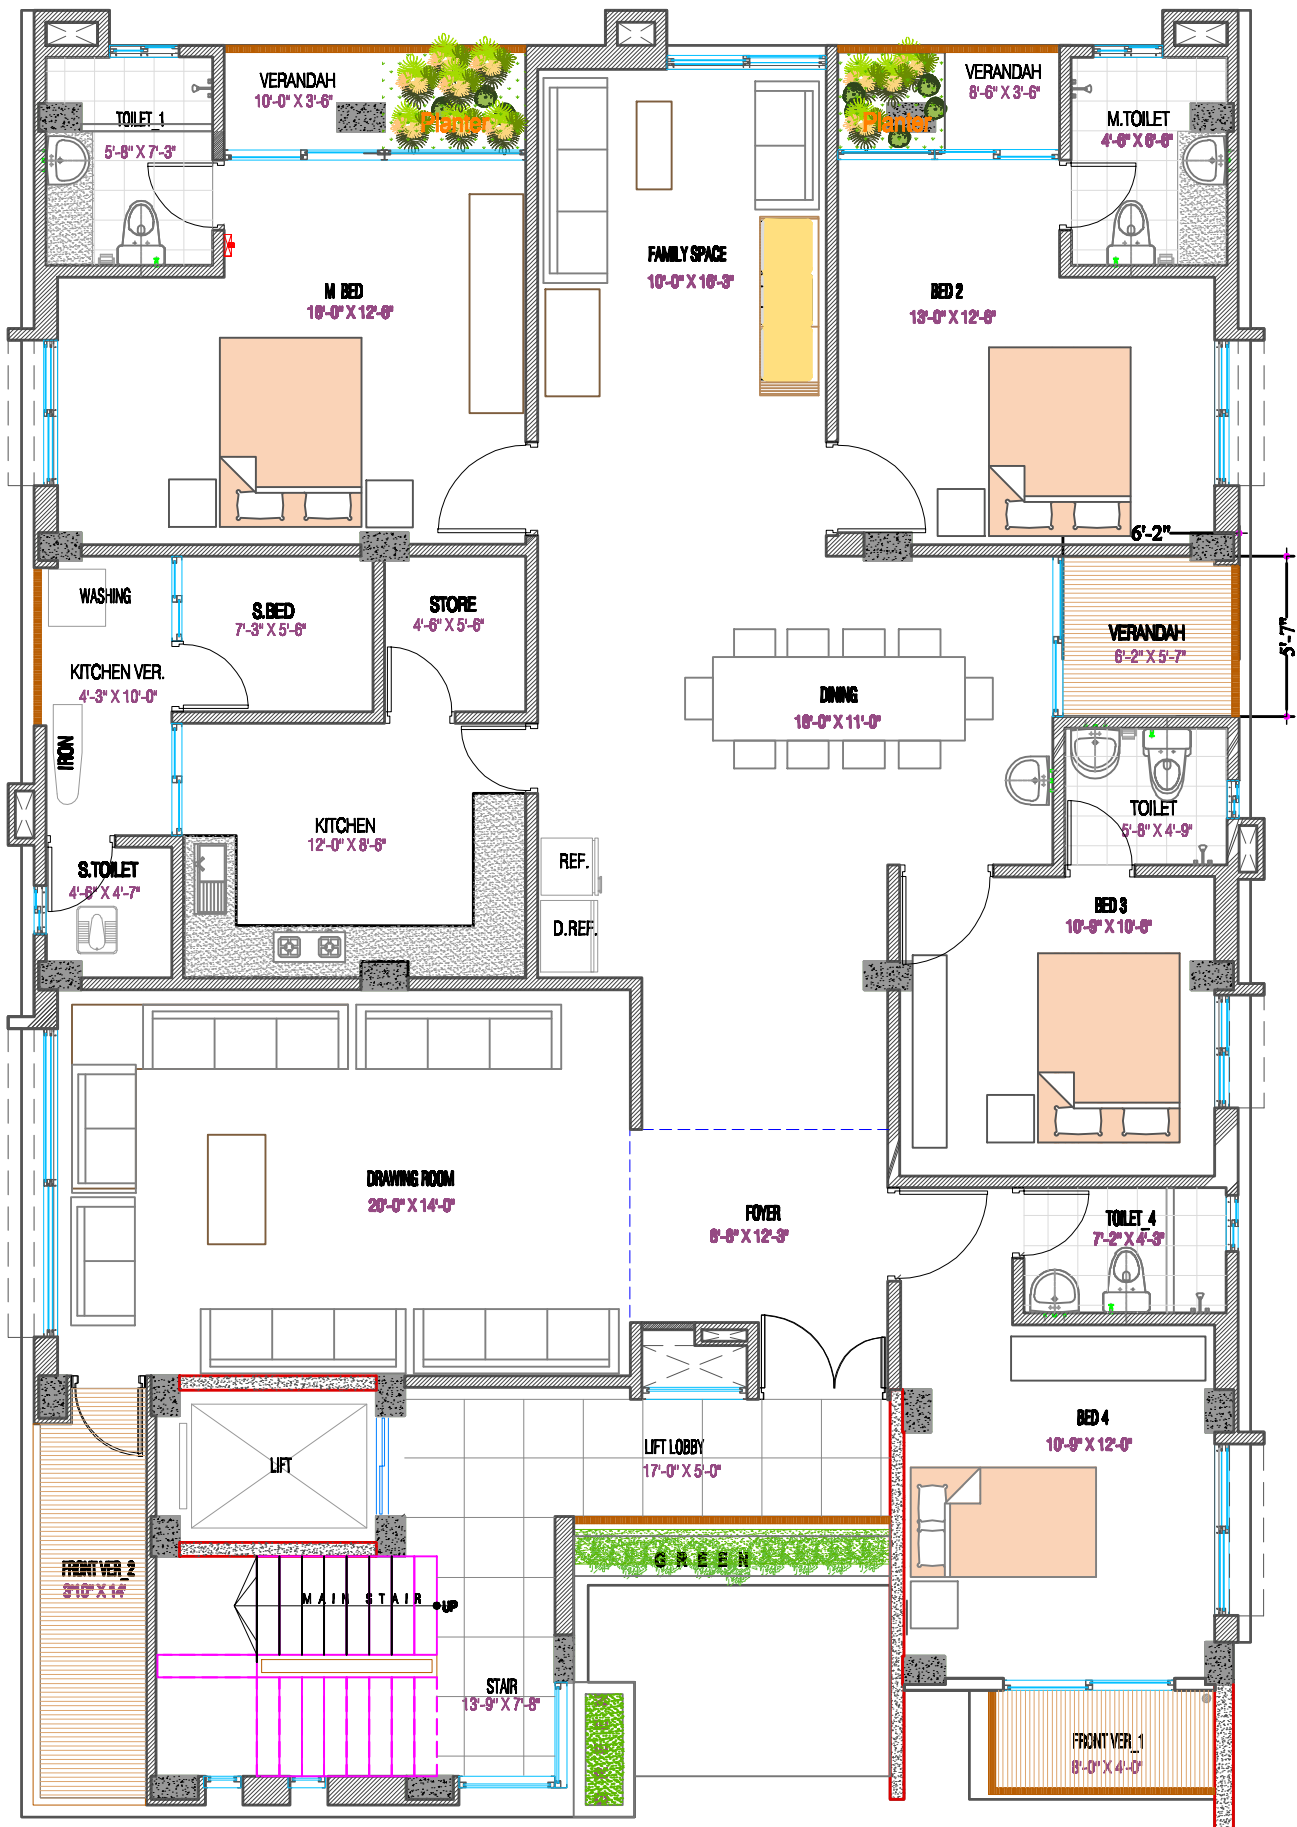 VERANDAH
10'-0" X 3'-6"
Planter
VERANDAH
8'-6" X 3'-6"
Planter
TOILET_1
5'-8" X 7'-3"
M.TOILET
4'-6" X 6'-6"
FAMILY SPACE
10'-0" X 16'-3"
M BED
16'-0" X 12'-6"
BED 2
13'-0" X 12'-6"
6'-2"
5'-7"
WASHING
S.BED
7'-3" X 5'-6"
STORE
4'-6" X 5'-6"
VERANDAH
6'-2" X 5'-7"
KITCHEN VER.
4'-3" X 10'-0"
DINING
16'-0" X 11'-0"
IRON
KITCHEN
12'-0" X 8'-6"
TOILET
5'-8" X 4'-9"
S.TOILET
4'-6" X 4'-7"
REF.
D.REF.
BED 3
10'-9" X 10'-6"
DRAWING ROOM
20'-0" X 14'-0"
FOYER
8'-8" X 12'-3"
TOILET_4
7'-2" X 4'-3"
BED 4
10'-9" X 12'-0"
LIFT
LIFT LOBBY
17'-0" X 5'-0"
GREEN
FRONT VER_2
3'10" X 14'
MAIN STAIR
UP
STAIR
13'-9" X 7'-8"
FRONT VER_1
8'-0" X 4'-0"